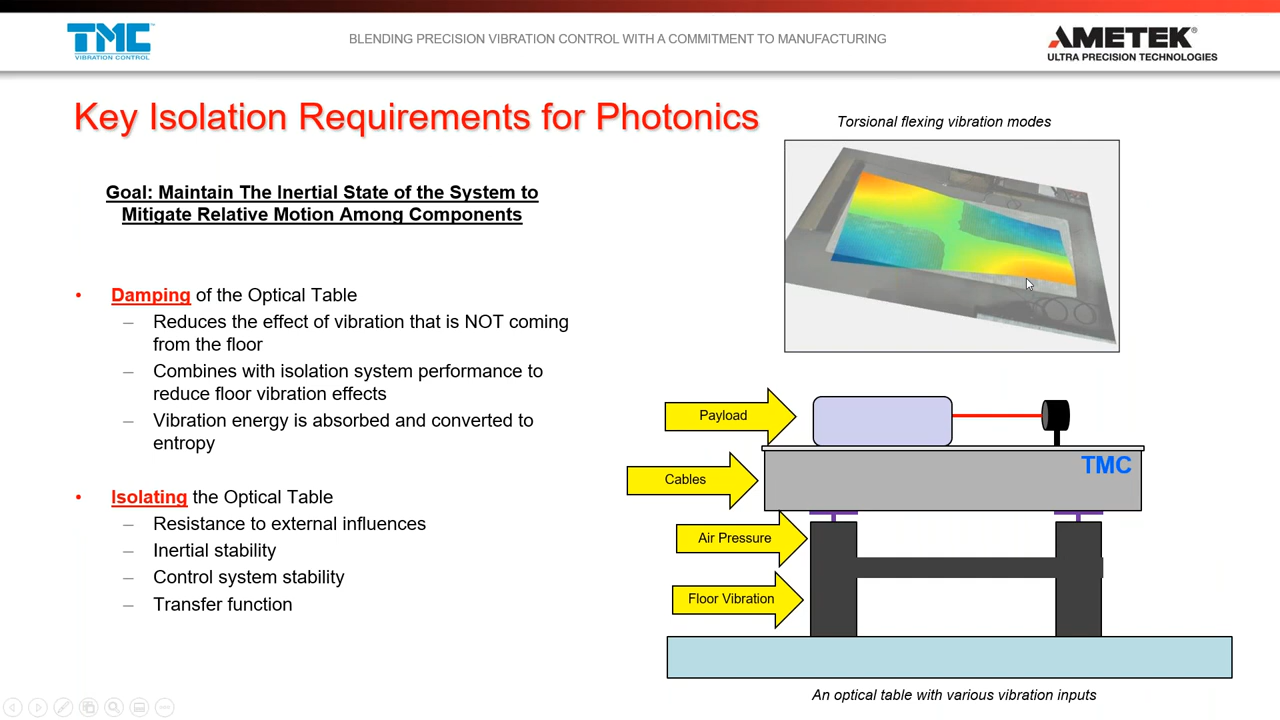 TMC
VIBRATION CONTROL
BLENDING PRECISION VIBRATION CONTROL WITH A COMMITMENT TO MANUFACTURING
AMETEK®
ULTRA PRECISION TECHNOLOGIES
Key Isolation Requirements for Photonics
Torsional flexing vibration modes
Goal: Maintain The Inertial State of the System to
Mitigate Relative Motion Among Components
• Damping of the Optical Table
– Reduces the effect of vibration that is NOT coming
from the floor
– Combines with isolation system performance to
reduce floor vibration effects
– Vibration energy is absorbed and converted to
entropy
• Isolating the Optical Table
– Resistance to external influences
– Inertial stability
– Control system stability
– Transfer function
Payload
Cables
TMC
Air Pressure
Floor Vibration
An optical table with various vibration inputs